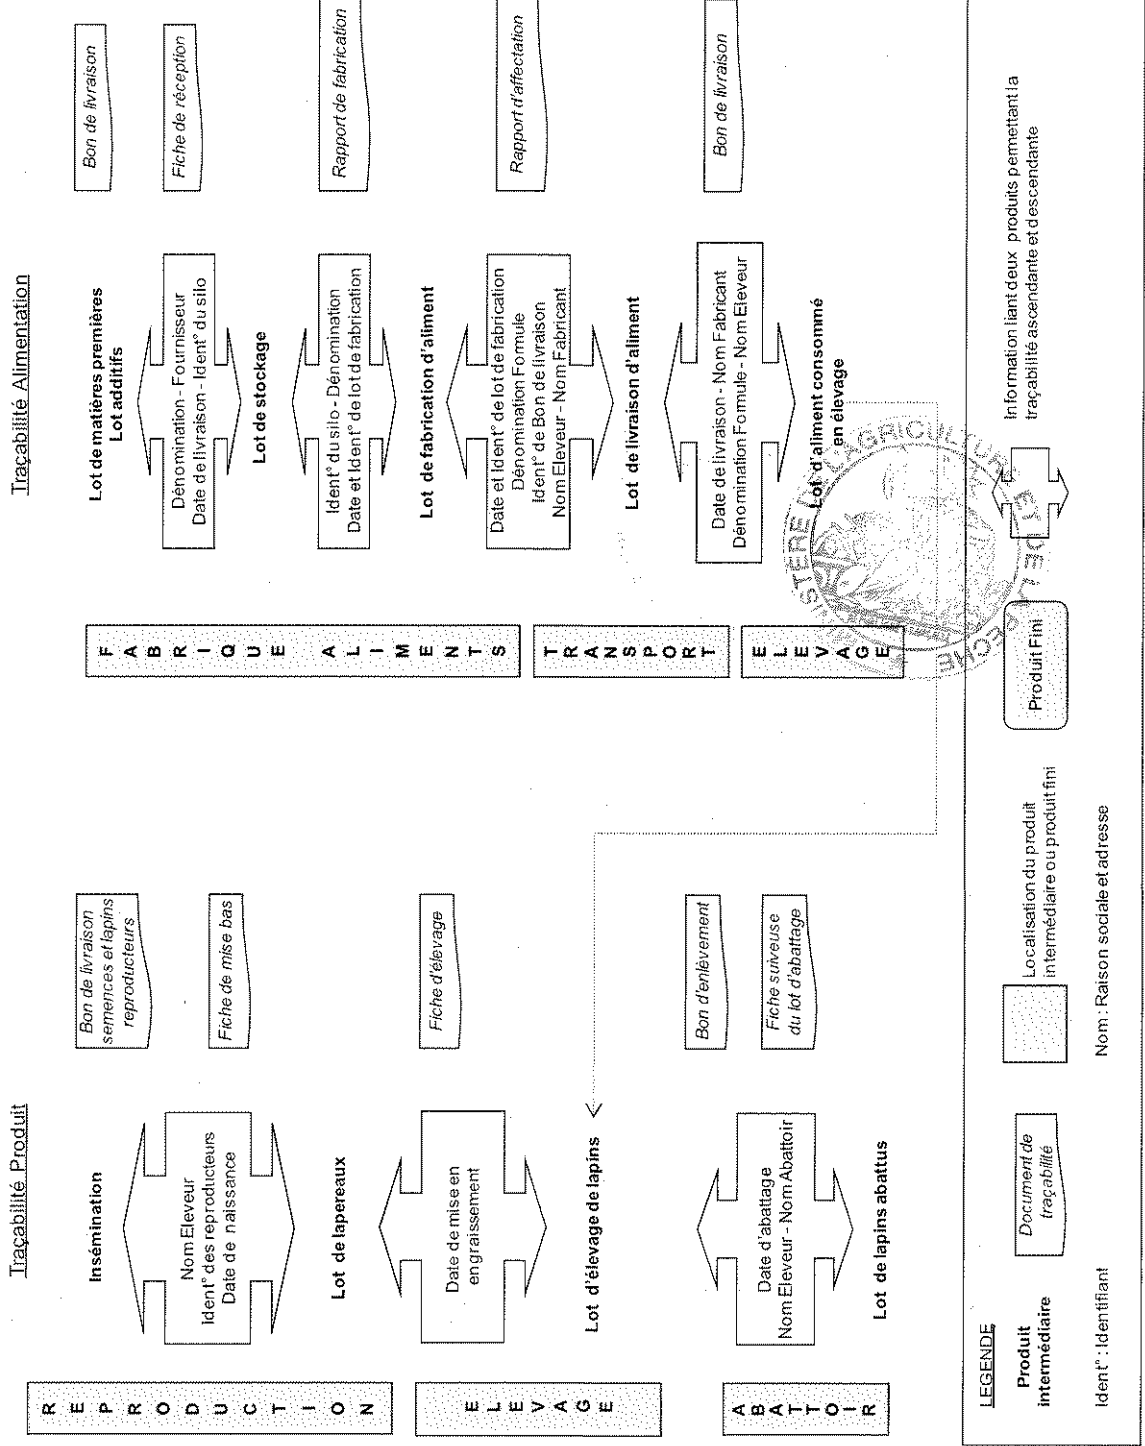 Traçabilité Produit
REPRODUCTION
Insémination
Nom Eleveur
Ident° des reproducteurs
Date de naissance
Bon de livraison
semences et lapins
reproducteurs
Fiche de mise bas
Lot de lapereaux
ELEVAGE
Date de mise en
engraissement
Fiche d'élevage
Lot d'élevage de lapins
ABATTOIR
Date d'abattage
Nom Eleveur - Nom Abattoir
Bon d'enlèvement
Fiche suiveuse
du lot d'abattage
Lot de lapins abattus
Traçabilité Alimentation
FABRIQUE ALIMENTS
Lot de matières premières
Lot additifs
Dénomination - Fournisseur
Date de livraison - Ident° du silo
Bon de livraison
Fiche de réception
Lot de stockage
Ident° du silo - Dénomination
Date et Ident° de lot de fabrication
Rapport de fabrication
Lot de fabrication d'aliment
TRANSPORT
Date et Ident° de lot de fabrication
Dénomination Formule
Ident° de Bon de livraison
Nom Eleveur - Nom Fabricant
Rapport d'affectation
Lot de livraison d'aliment
ELEVAGE
Date de livraison - Nom Fabricant
Dénomination Formule - Nom Eleveur
Bon de livraison
Lot d'aliment consommé
en élevage
MINISTERE DE L'AGRICULTURE ET DE LA PECHE
LEGENDE
Produit
intermédiaire
Document de
traçabilité
Localisation du produit
intermédiaire ou produit fini
Produit Fini
Information liant deux produits permettant la
traçabilité ascendante et descendante
Ident° : Identifiant
Nom : Raison sociale et adresse